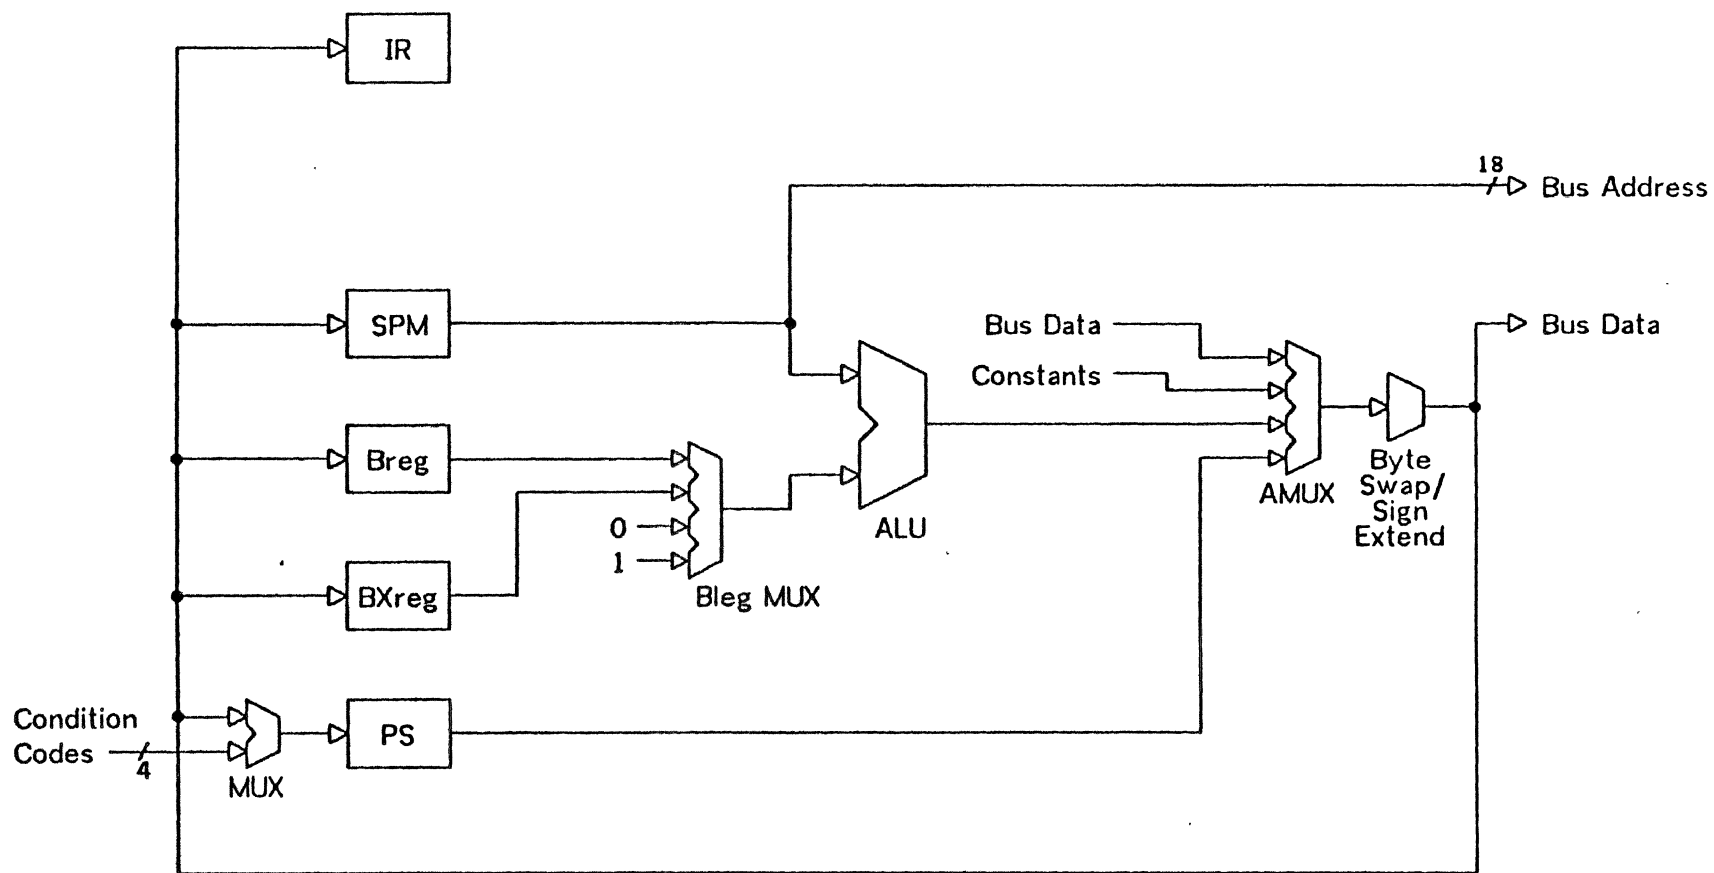 IR
18
Bus Address
SPM
Bus Data
Bus Data
Constants
Breg
Byte
Swap/
Sign
Extend
AMUX
0
ALU
1
BXreg
Bleg MUX
Condition
Codes
4
PS
MUX